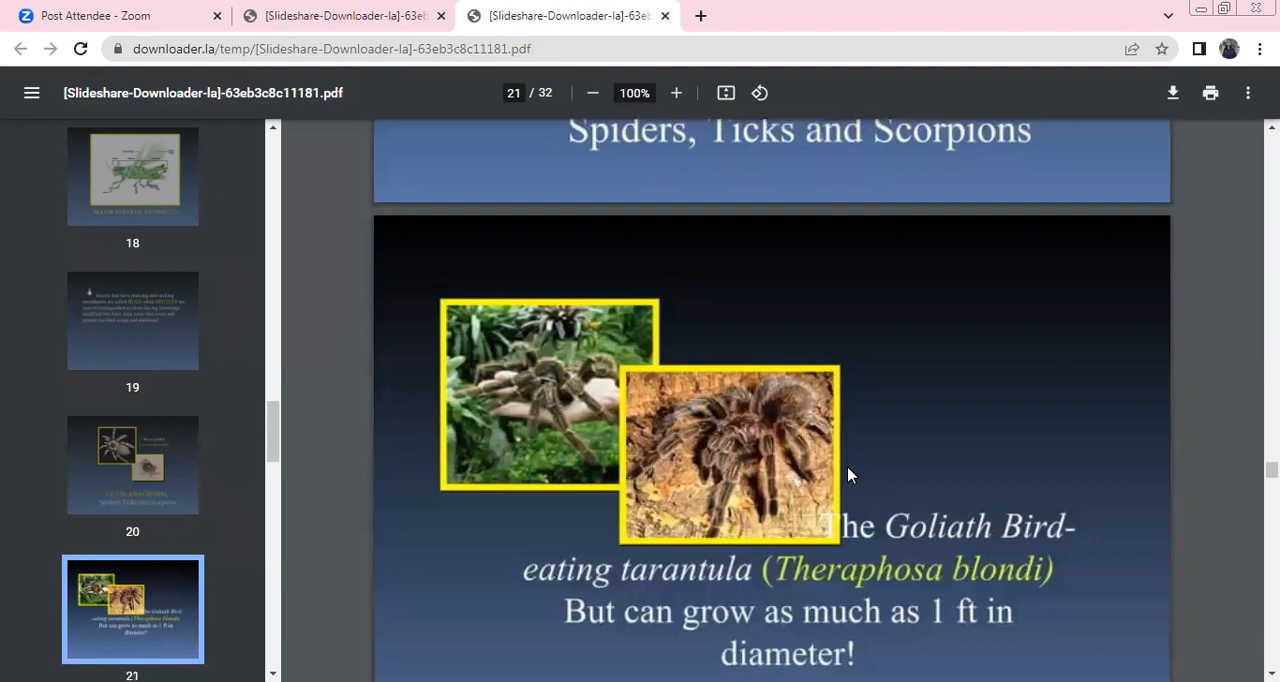 Post Attendee - Zoom
[Slideshare-Downloader-la]-63eb
[Slideshare-Downloader-la]-63eb
downloader.la/temp/[Slideshare-Downloader-la]-63eb3c8c11181.pdf
[Slideshare-Downloader-la]-63eb3c8c11181.pdf
21 / 32
100%
18
19
20
21
Spiders, Ticks and Scorpions
The Goliath Bird-
eating tarantula (Theraphosa blondi)
But can grow as much as 1 ft in
diameter!